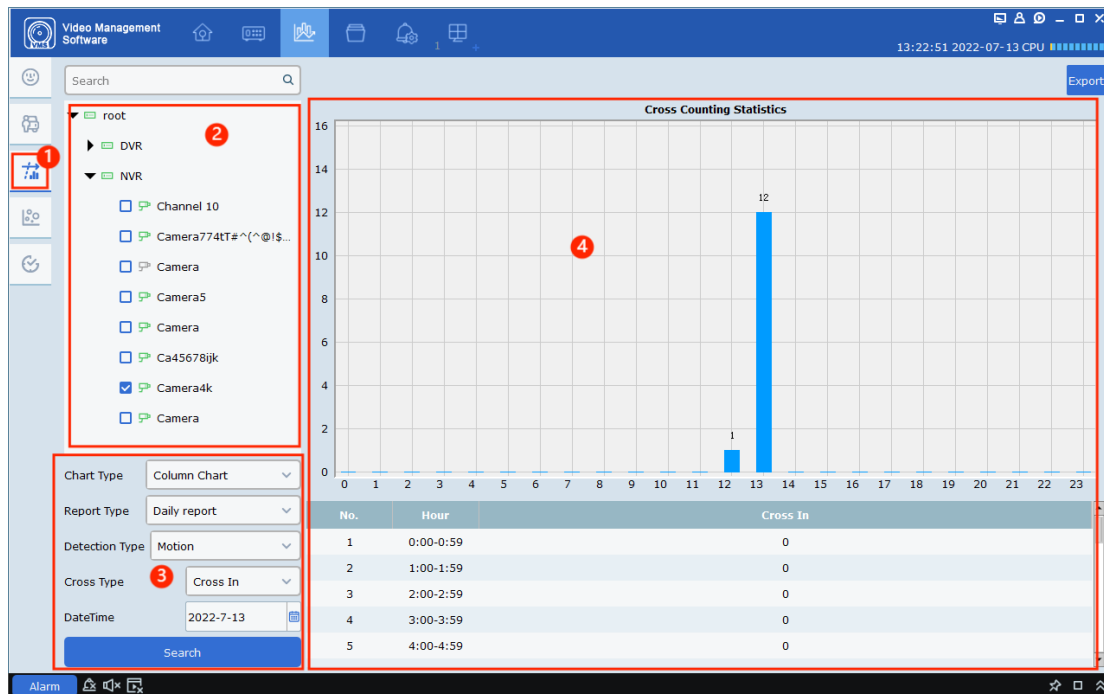 Video Management
Software
VMS
1
13:22:51 2022-07-13 CPU
Search
Export
1
2
root
DVR
NVR
Channel 10
Camera774tT#^(^@!$...
Camera
Camera5
Camera
Ca45678ijk
Camera4k
Camera
Chart Type Column Chart
Report Type Daily report
Detection Type Motion
Cross Type 3 Cross In
DateTime 2022-7-13
Search
Cross Counting Statistics
16
14
12
10
8
6
4
2
0
12
4
1
0 1 2 3 4 5 6 7 8 9 10 11 12 13 14 15 16 17 18 19 20 21 22 23
No. Hour Cross In
1 0:00-0:59 0
2 1:00-1:59 0
3 2:00-2:59 0
4 3:00-3:59 0
5 4:00-4:59 0
Alarm